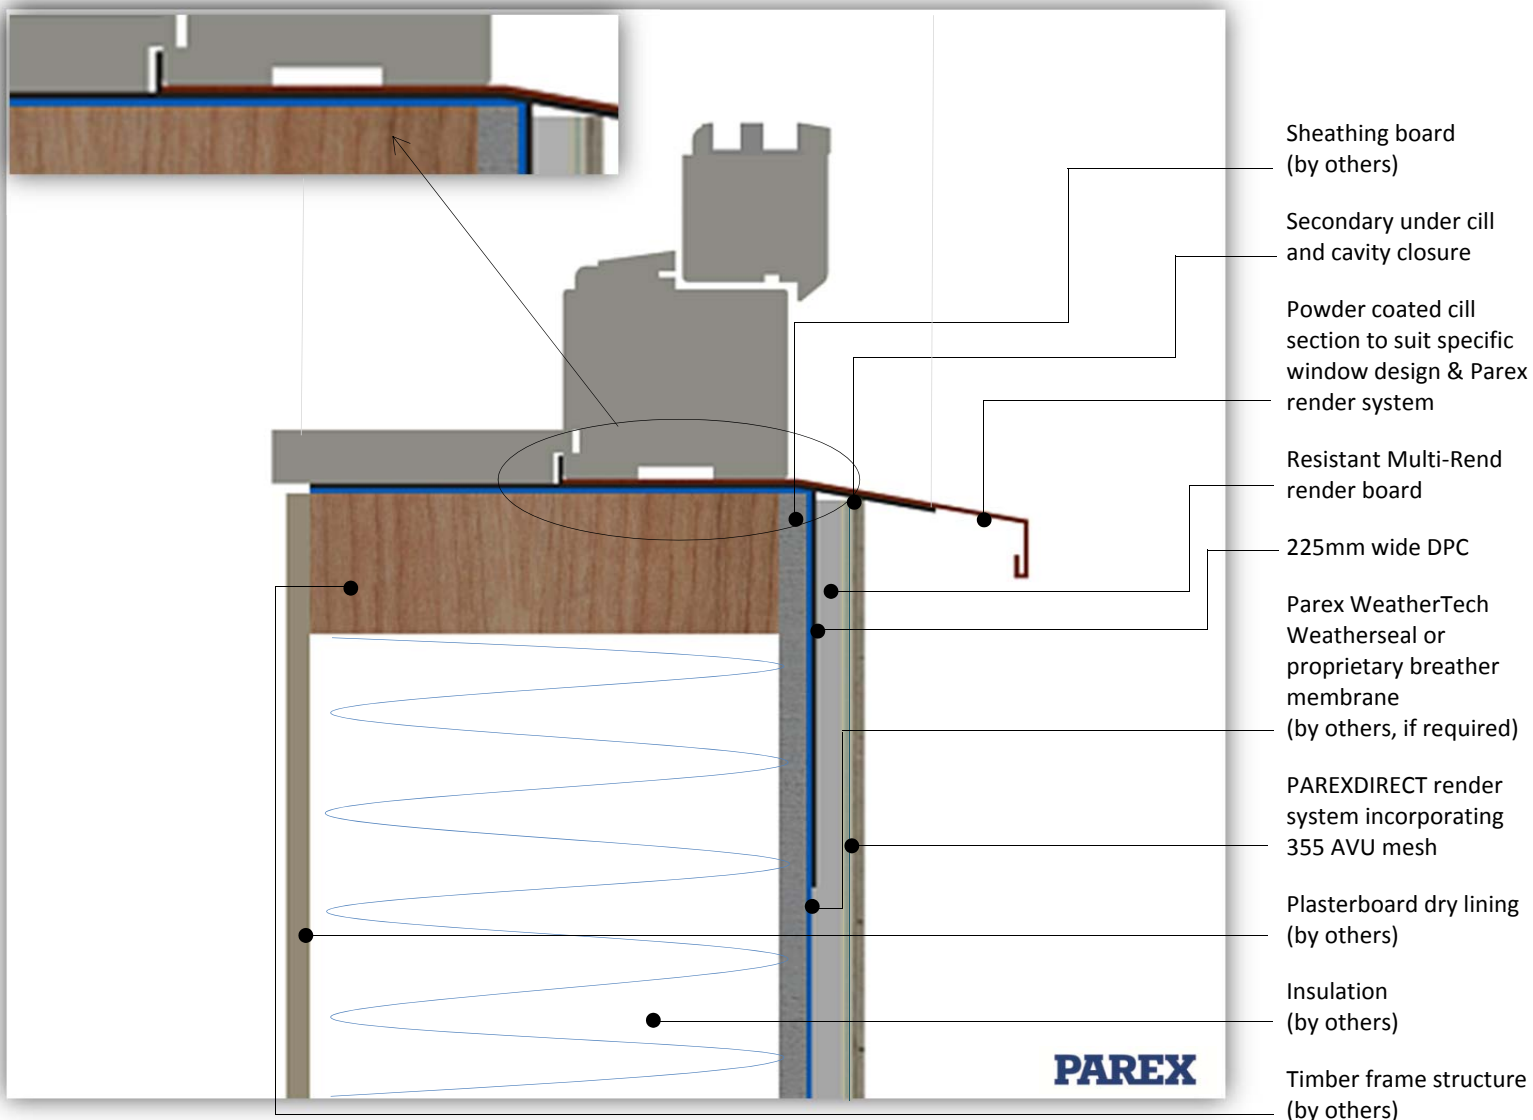 Sheathing board
(by others)
Secondary under cill
and cavity closure
Powder coated cill
section to suit specific
window design & Parex
render system
Resistant Multi-Rend
render board
225mm wide DPC
Parex WeatherTech
Weatherseal or
proprietary breather
membrane
(by others, if required)
PAREXDIRECT render
system incorporating
355 AVU mesh
Plasterboard dry lining
(by others)
Insulation
(by others)
PAREX
Timber frame structure
(by others)